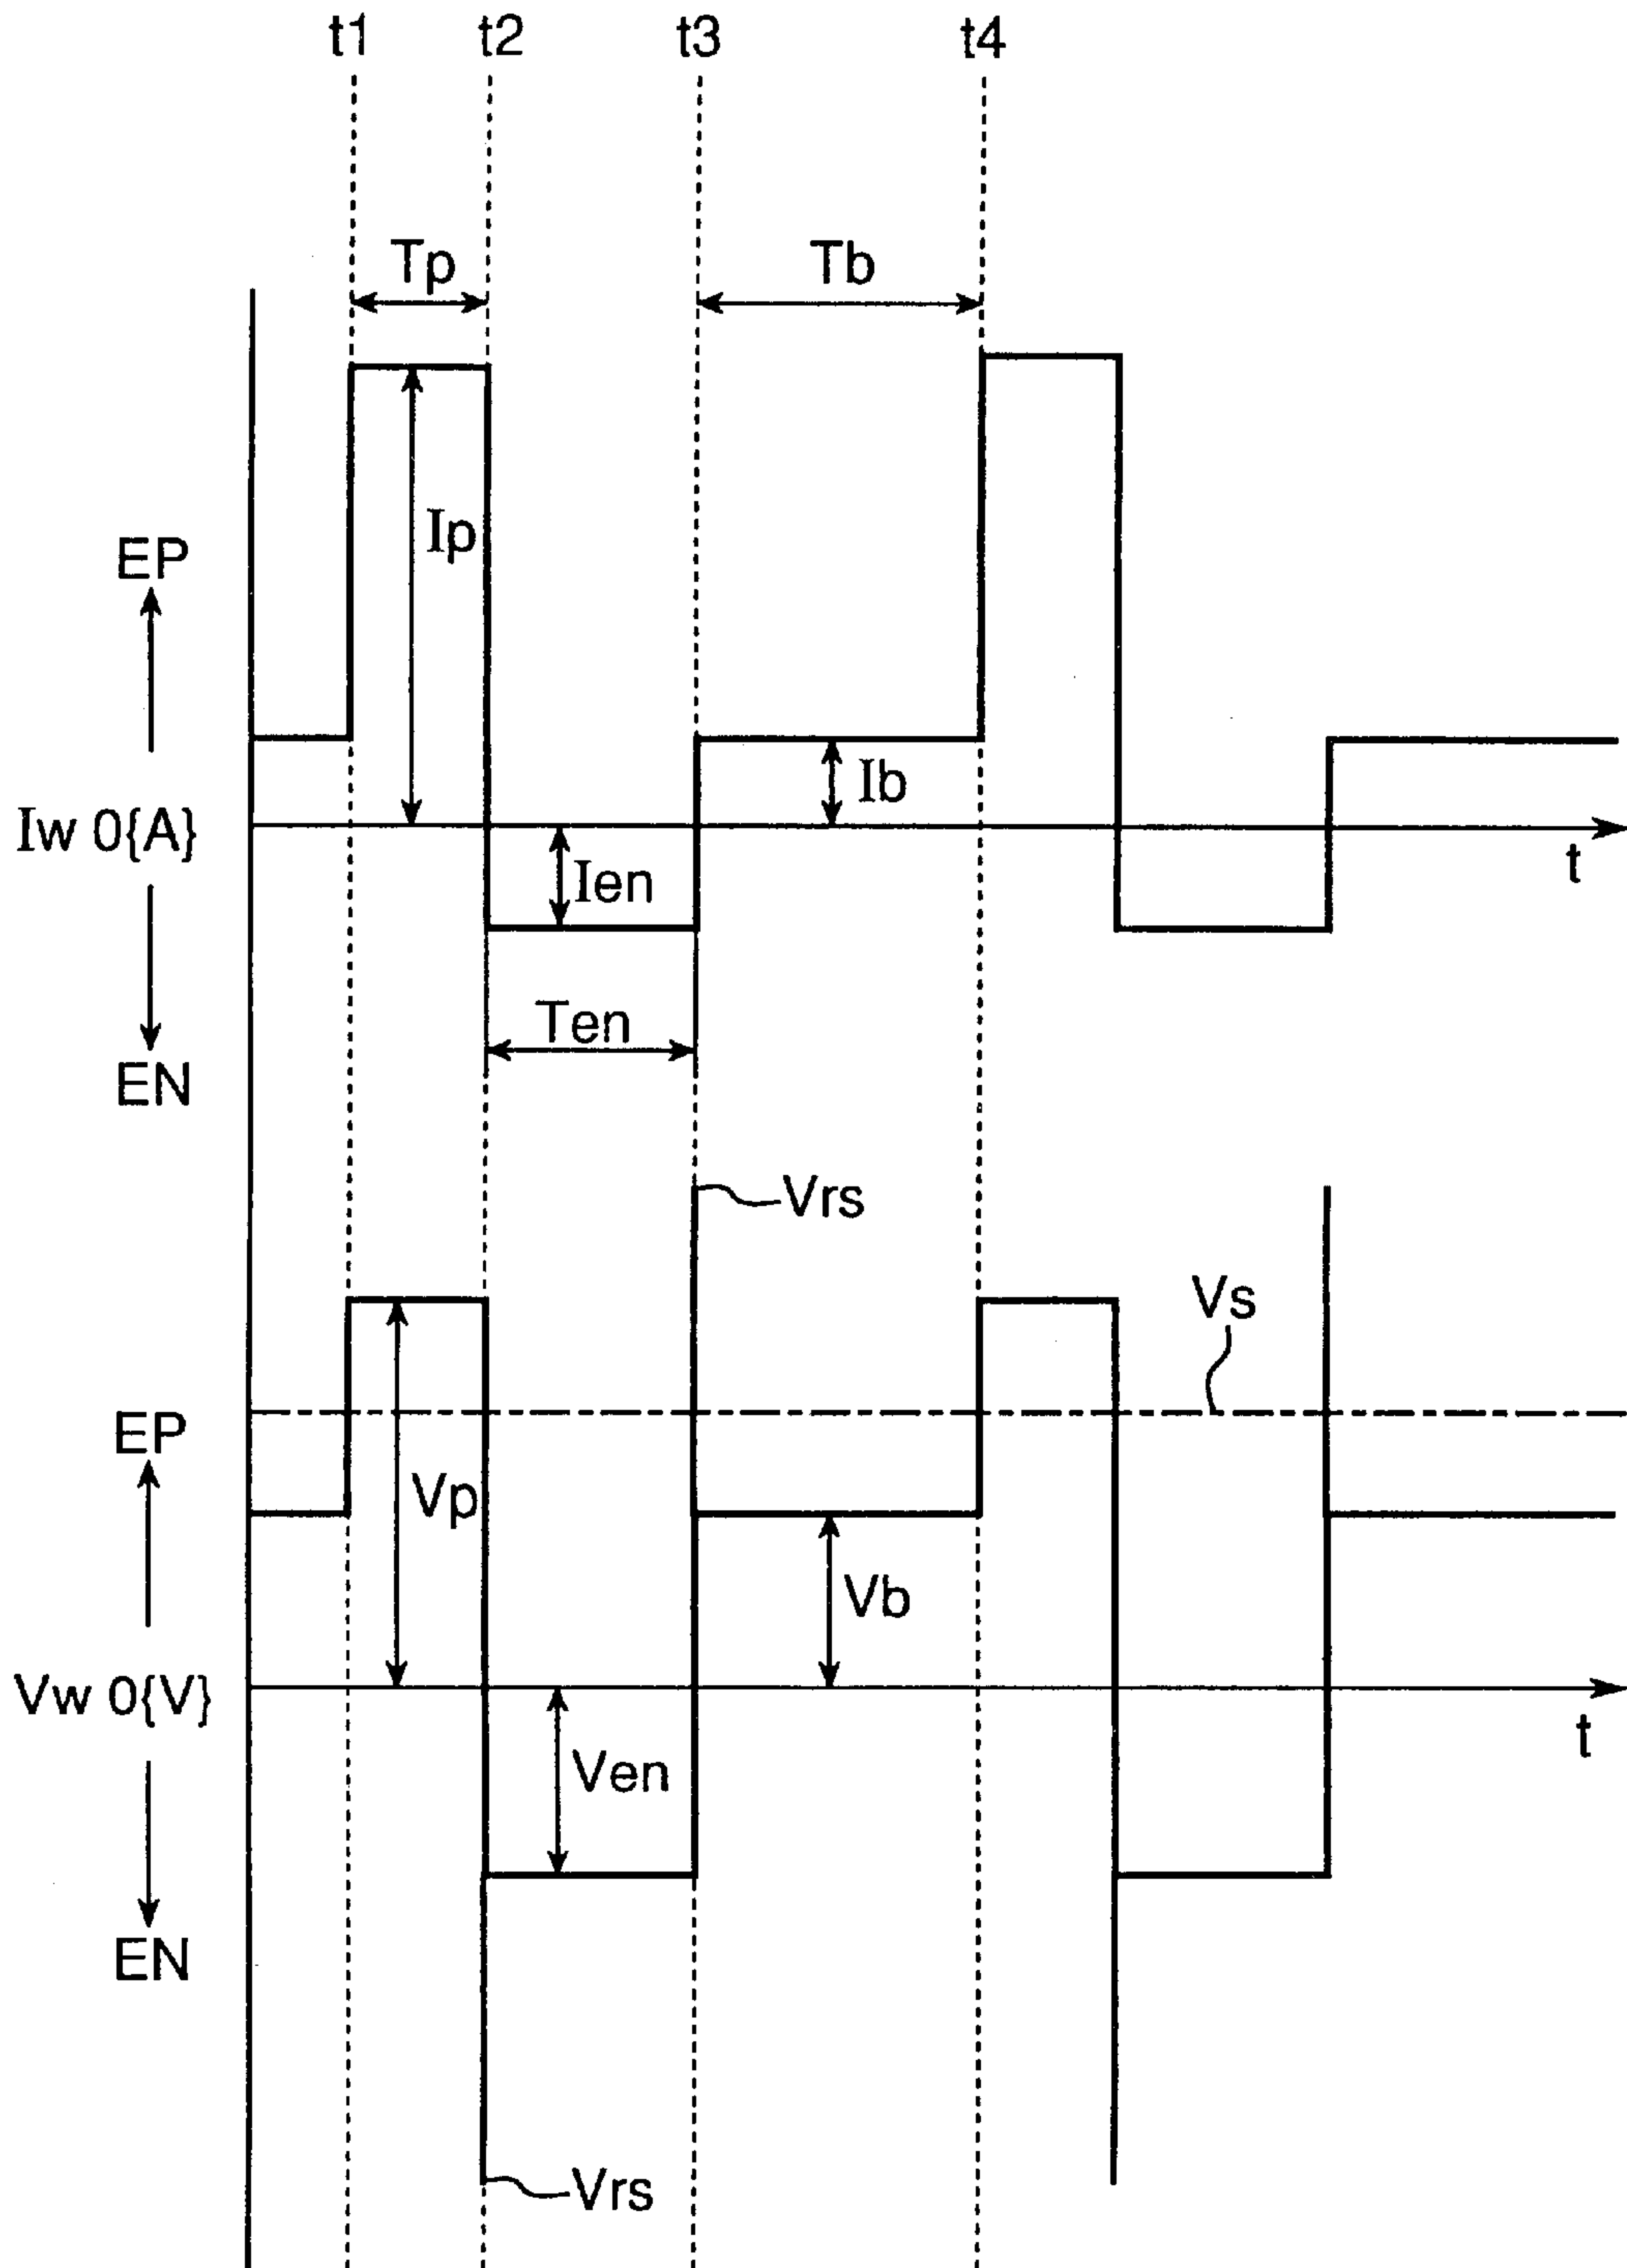 t1 t2 t3 t4
Tp Tb
Ip
EP
Ib
Iw 0{A}
t
Ien
Ten
EN
Vrs
Vs
EP
Vp
Vb
Vw 0{V}
t
Ven
EN
Vrs